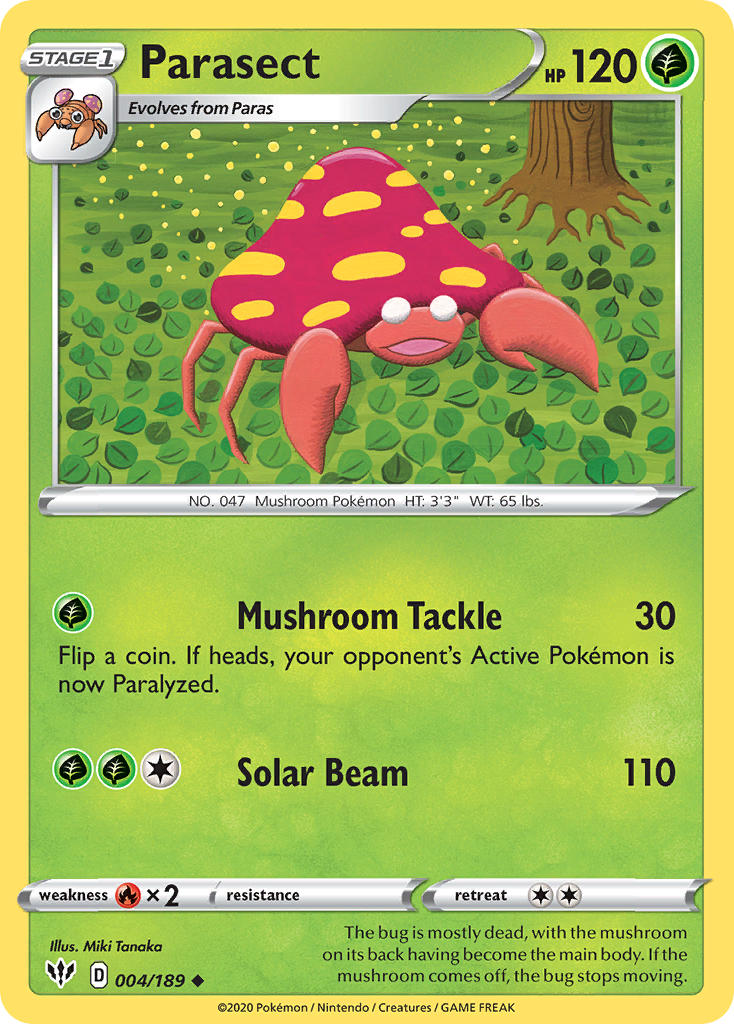 STAGE 1
Parasect
HP 120
Evolves from Paras
NO. 047 Mushroom Pokémon HT: 3'3" WT: 65 lbs.
Mushroom Tackle 30
Flip a coin. If heads, your opponent's Active Pokémon is
now Paralyzed.
Solar Beam 110
weakness ×2 resistance retreat
Illus. Miki Tanaka
D 004/189
The bug is mostly dead, with the mushroom
on its back having become the main body. If the
mushroom comes off, the bug stops moving.
©2020 Pokémon / Nintendo / Creatures / GAME FREAK